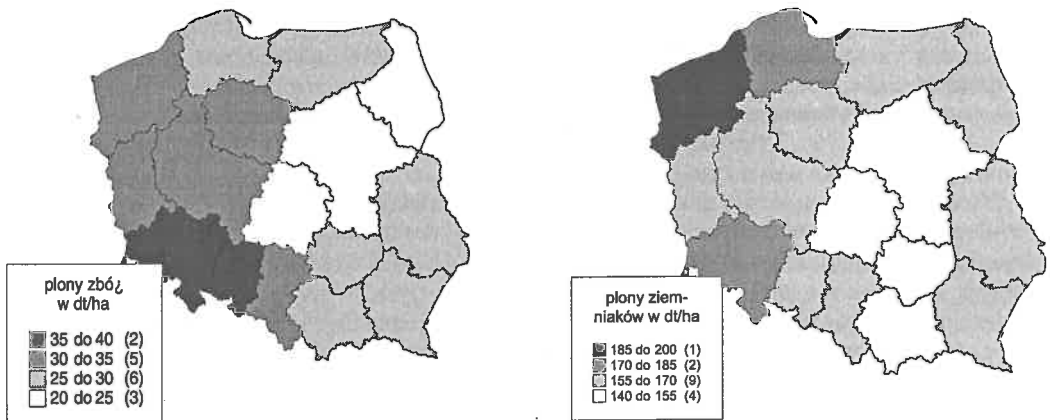 plony zbó¿
w dt/ha
35 do 40 (2)
30 do 35 (5)
25 do 30 (6)
20 do 25 (3)
plony ziem-
niaków w dt/ha
185 do 200 (1)
170 do 185 (2)
155 do 170 (9)
140 do 155 (4)